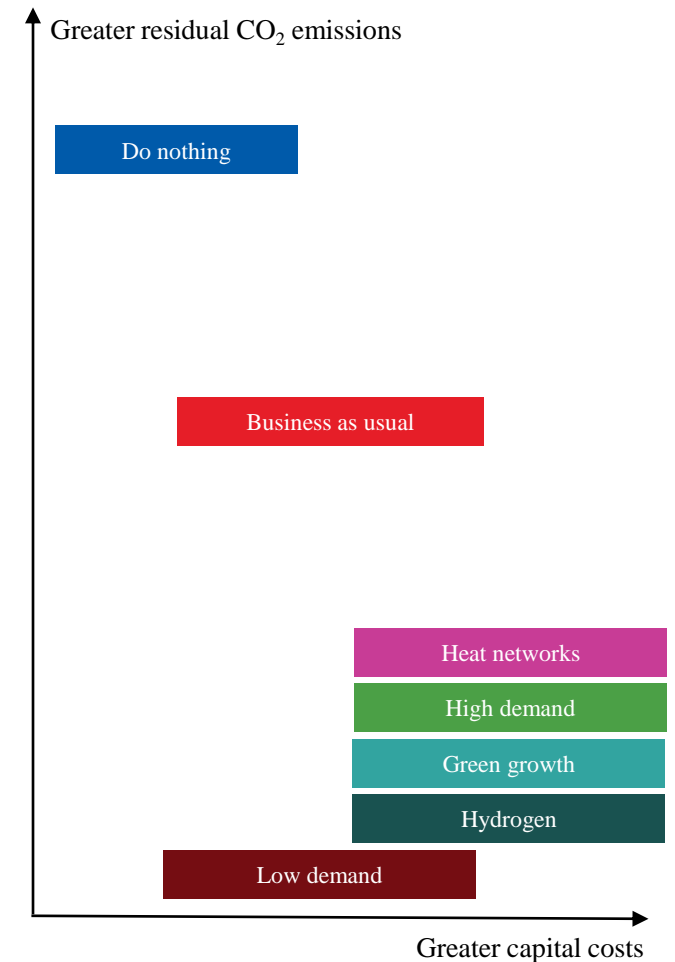 Greater residual CO₂ emissions
Do nothing
Business as usual
Heat networks
High demand
Green growth
Hydrogen
Low demand
Greater capital costs